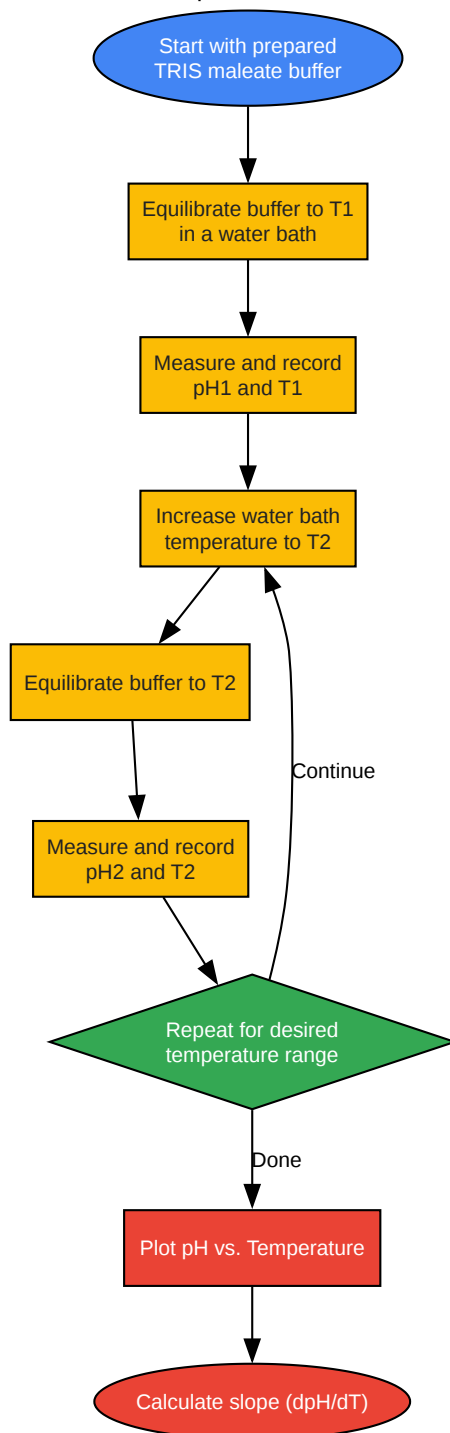 Start with prepared
TRIS maleate buffer
Equilibrate buffer to T1
in a water bath
Measure and record
pH1 and T1
Increase water bath
temperature to T2
Equilibrate buffer to T2
Continue
Measure and record
pH2 and T2
Repeat for desired
temperature range
Done
Plot pH vs. Temperature
Calculate slope (dpH/dT)